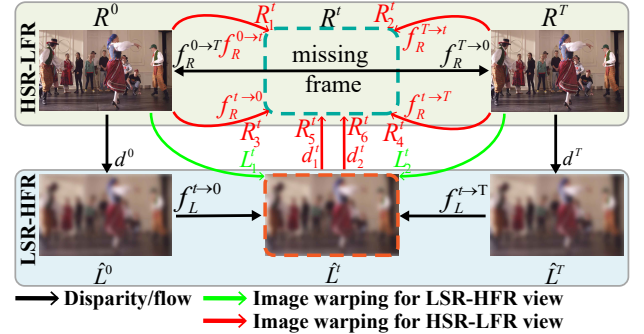 R^0 R^t R^T
HSR-LFR
R_1^t R_2^t
f_R^{0→T} f_R^{0→t} missing f_R^{T→t} f_R^{T→0}
frame
f_R^{t→0} f_R^{t→T}
R_3^t R_5^t R_6^t R_4^t
d^0 L_1^t d_1^t d_2^t L_2^t d^T
LSR-HFR
f_L^{t→0} f_L^{t→T}
L̂^0 L̂^t L̂^T
Disparity/flow Image warping for LSR-HFR view
Image warping for HSR-LFR view